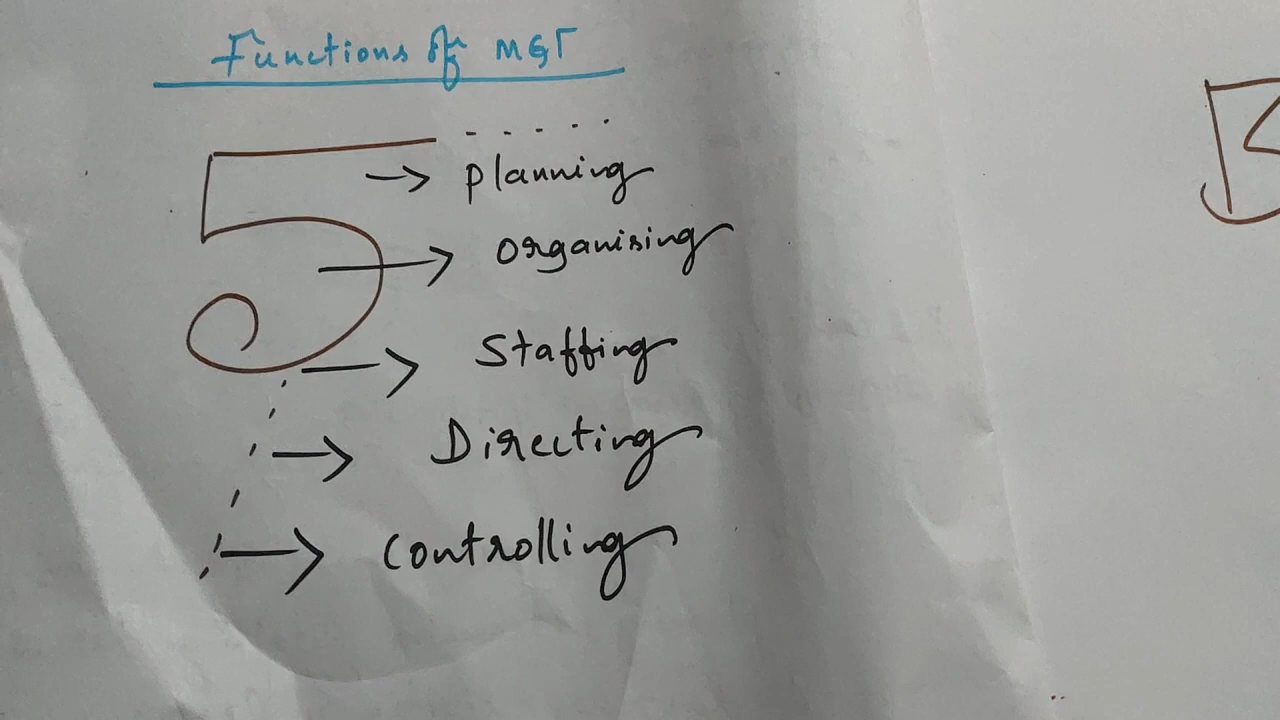 Functions of MGT
5
→ planning
→ organising
→ Staffing
→ Directing
→ controlling